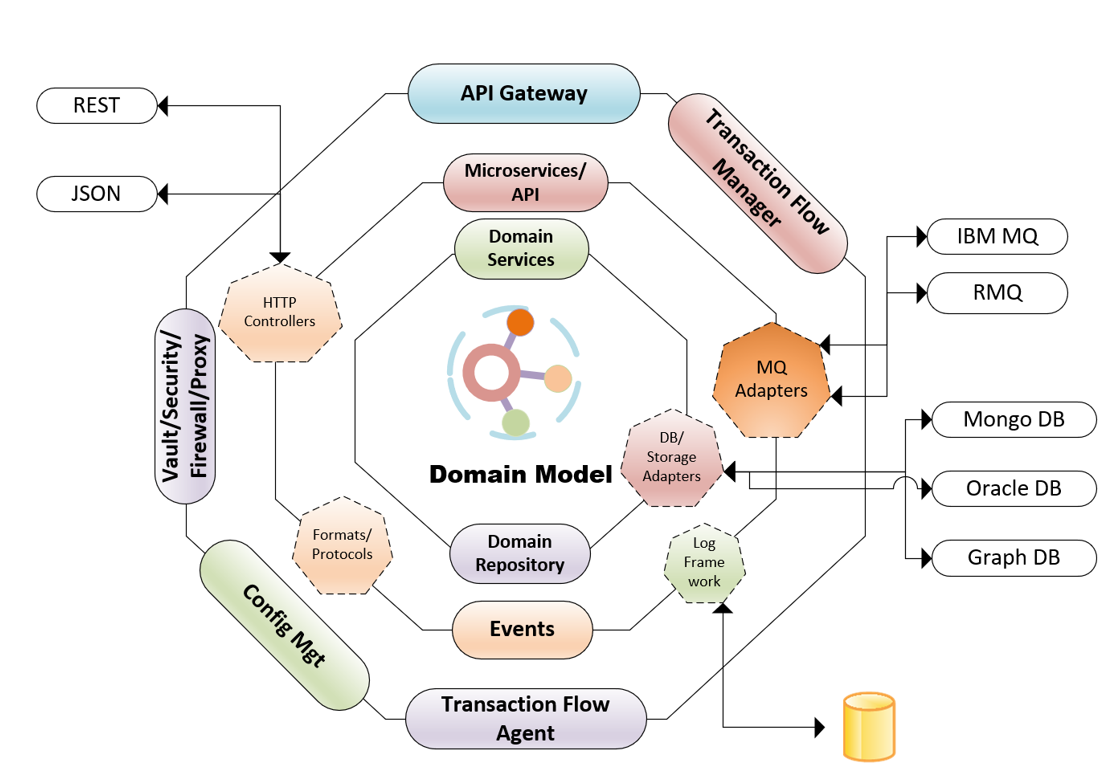 API Gateway
REST
JSON
Transaction Flow
Manager
Microservices/
API
Domain
Services
IBM MQ
RMQ
HTTP
Controllers
Vault/Security/
Firewall/Proxy
MQ
Adapters
Mongo DB
DB/
Storage
Adapters
Domain Model
Oracle DB
Formats/
Protocols
Domain
Repository
Log
Frame
work
Graph DB
Config Mgt
Events
Transaction Flow
Agent